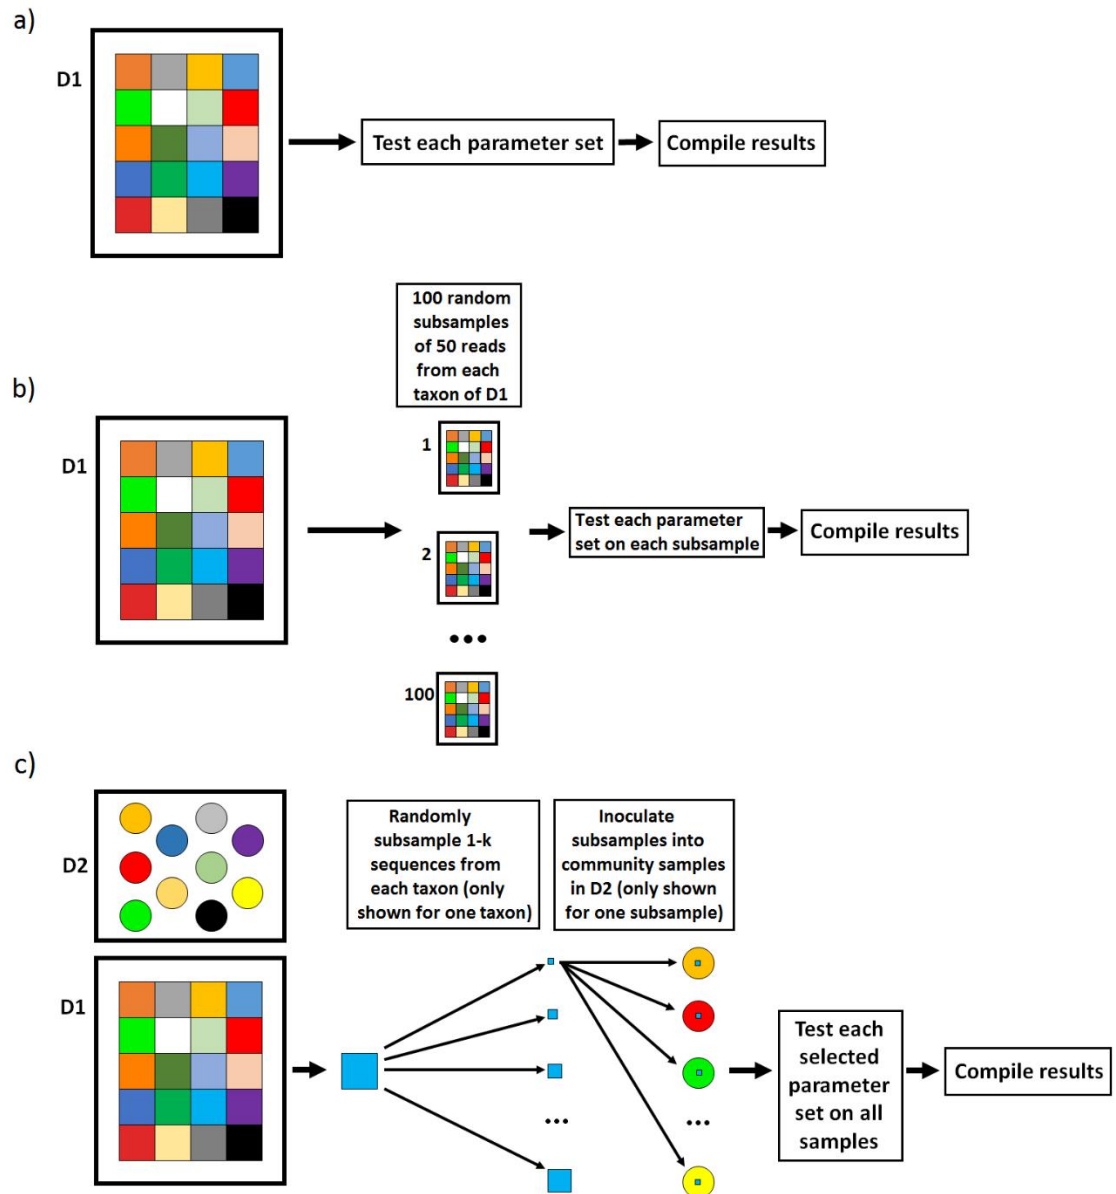 a)
D1
Test each parameter set
Compile results
b)
D1
100 random
subsamples
of 50 reads
from each
taxon of D1
1
2
...
100
Test each parameter
set on each subsample
Compile results
c)
D2
D1
Randomly
subsample 1-k
sequences from
each taxon (only
shown for one taxon)
Inoculate
subsamples into
community samples
in D2 (only shown
for one subsample)
...
...
Test each
selected
parameter
set on all
samples
Compile results